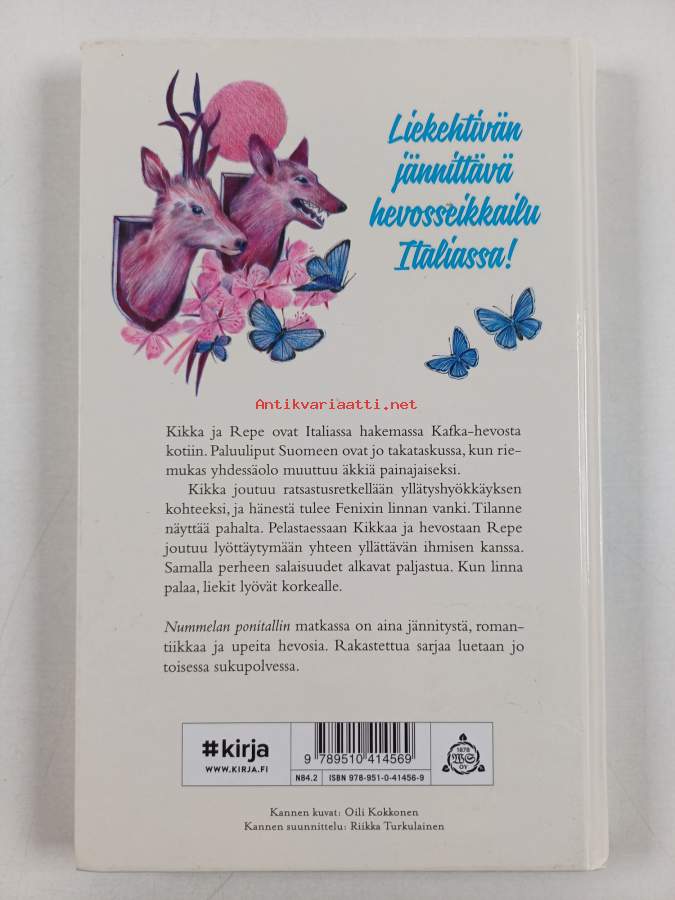 Liekehtivän
jännittävä
hevosseikkailu
Italiassa!
Antikvariaatti.net
Kikka ja Repe ovat Italiassa hakemassa Kafka-hevosta
kotiin. Paluuliput Suomeen ovat jo takataskussa, kun rie-
mukas yhdessäolo muuttuu äkkiä painajaiseksi.
Kikka joutuu ratsastusretkellään yllätyshyökkäyksen
kohteeksi, ja hänestä tulee Fenixin linnan vanki. Tilanne
näyttää pahalta. Pelastaessaan Kikkaa ja hevostaan Repe
joutuu lyöttäytymään yhteen yllättävän ihmisen kanssa.
Samalla perheen salaisuudet alkavat paljastua. Kun linna
palaa, liekit lyövät korkealle.
Nummelan ponitallin matkassa on aina jännitystä, roman-
tiikkaa ja upeita hevosia. Rakastettua sarjaa luetaan jo
toisessa sukupolvessa.
#kirja
WWW.KIRJA.FI
9 789510 414569
N84.2
ISBN 978-951-0-41456-9
1878
WS
OY
Kannen kuvat: Oili Kokkonen
Kannen suunnittelu: Riikka Turkulainen